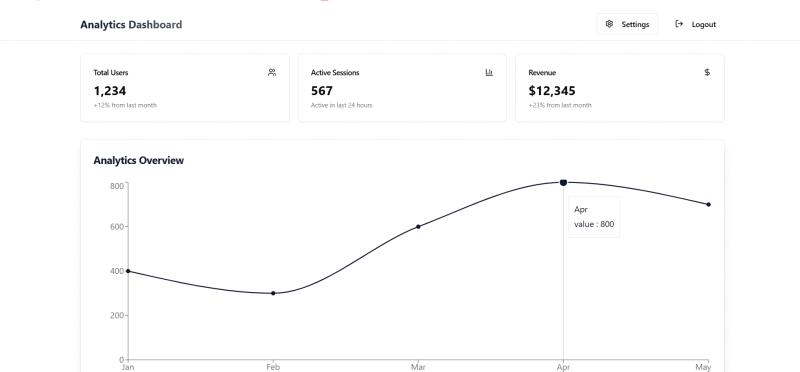 Analytics Dashboard
Settings
Logout
Total Users
1,234
+12% from last month
Active Sessions
567
Active in last 24 hours
Revenue
$12,345
+23% from last month
Analytics Overview
800
600
400
200
0
Apr
value : 800
Jan
Feb
Mar
Apr
May